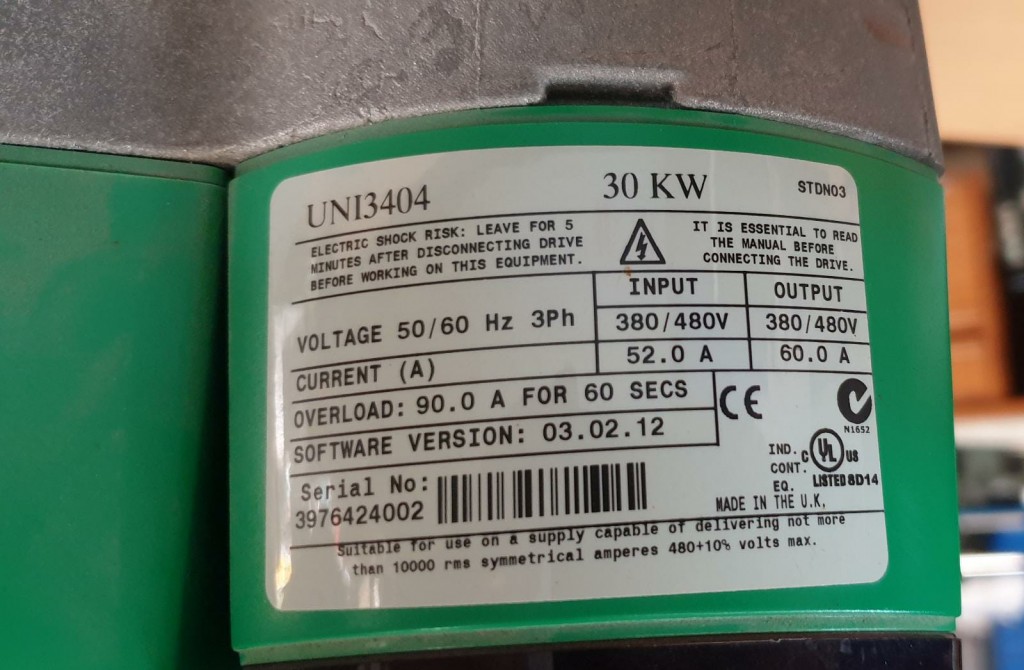 UNI3404 30 KW STDN03
ELECTRIC SHOCK RISK: LEAVE FOR 5
MINUTES AFTER DISCONNECTING DRIVE
BEFORE WORKING ON THIS EQUIPMENT.
IT IS ESSENTIAL TO READ
THE MANUAL BEFORE
CONNECTING THE DRIVE.
INPUT OUTPUT
VOLTAGE 50/60 Hz 3Ph 380/480V 380/480V
CURRENT (A) 52.0 A 60.0 A
OVERLOAD: 90.0 A FOR 60 SECS
SOFTWARE VERSION: 03.02.12
CE
N1652
IND.
CONT.
EQ.
C UL US
LISTED 8D14
Serial No:
3976424002
MADE IN THE U.K,
Suitable for use on a supply capable of delivering not more
than 10000 rms symmetrical amperes 480+10% volts max.